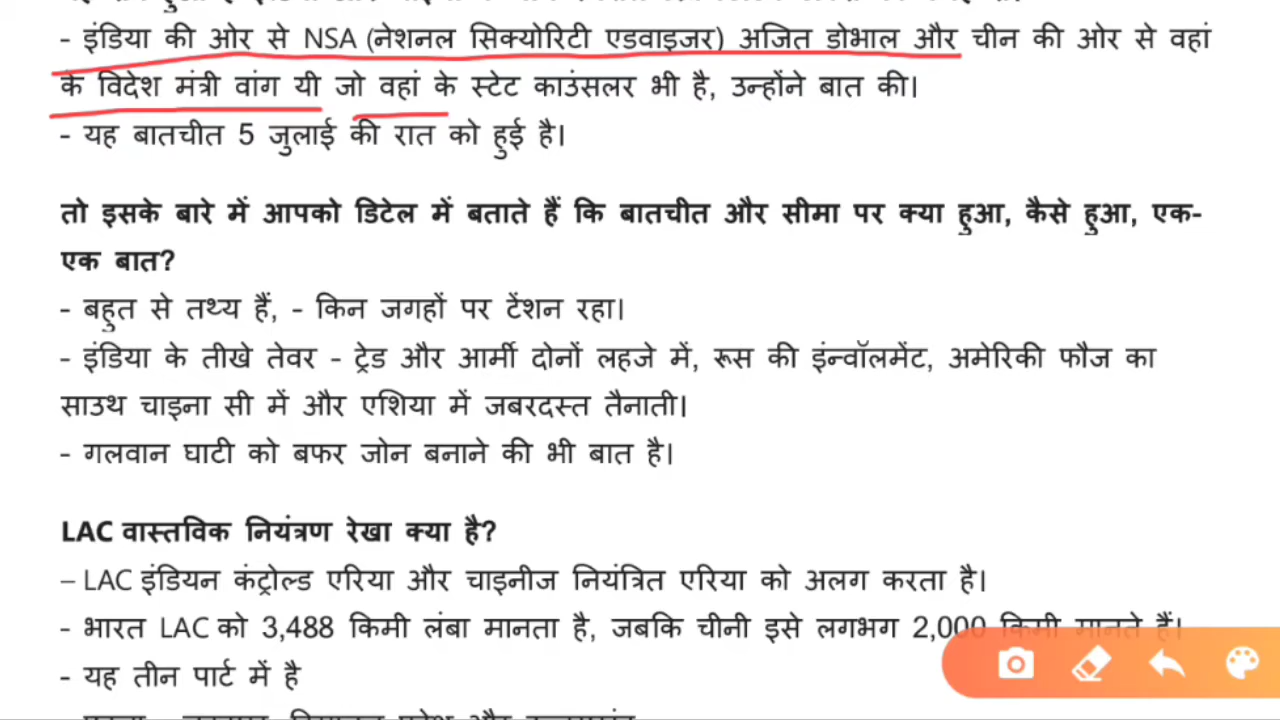 - इंडिया की ओर से NSA (नेशनल सिक्योरिटी एडवाइजर) अजित डोभाल और चीन की ओर से वहां
के विदेश मंत्री वांग यी जो वहां के स्टेट काउंसलर भी है, उन्होंने बात की।
- यह बातचीत 5 जुलाई की रात को हुई है।
तो इसके बारे में आपको डिटेल में बताते हैं कि बातचीत और सीमा पर क्या हुआ, कैसे हुआ, एक-
एक बात?
- बहुत से तथ्य हैं, - किन जगहों पर टेंशन रहा।
- इंडिया के तीखे तेवर - ट्रेड और आर्मी दोनों लहजे में, रूस की इंन्वॉलमेंट, अमेरिकी फौज का
साउथ चाइना सी में और एशिया में जबरदस्त तैनाती।
- गलवान घाटी को बफर जोन बनाने की भी बात है।
LAC वास्तविक नियंत्रण रेखा क्या है?
– LAC इंडियन कंट्रोल्ड एरिया और चाइनीज नियंत्रित एरिया को अलग करता है।
- भारत LAC को 3,488 किमी लंबा मानता है, जबकि चीनी इसे लगभग 2,000 किमी मानते हैं।
- यह तीन पार्ट में है